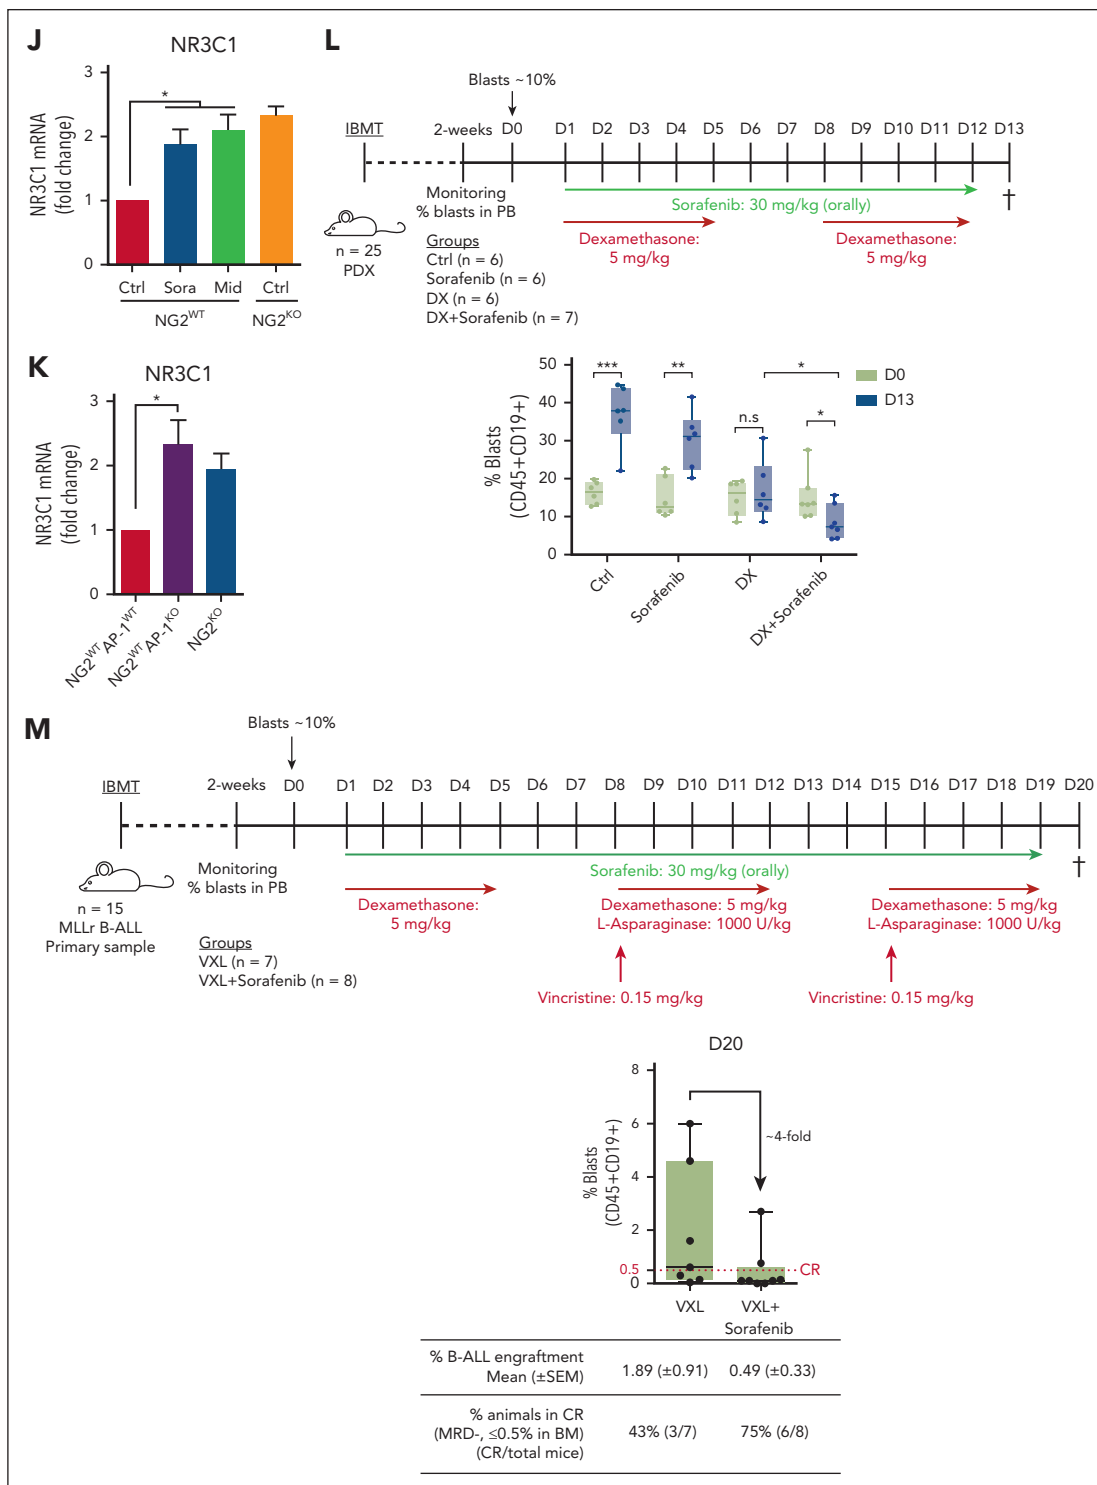 J
NR3C1
NR3C1 mRNA
(fold change)
3
2
1
0
*
Ctrl Sora Mid Ctrl
NG2WT NG2KO
K
NR3C1
NR3C1 mRNA
(fold change)
3
2
1
0
*
NG2WTAP-1WT
NG2WTAP-1KO
NG2KO
L
Blasts ~10%
IBMT 2-weeks D0 D1 D2 D3 D4 D5 D6 D7 D8 D9 D10 D11 D12 D13
Monitoring
% blasts in PB
n = 25
PDX
Groups
Ctrl (n = 6)
Sorafenib (n = 6)
DX (n = 6)
DX+Sorafenib (n = 7)
Sorafenib: 30 mg/kg (orally)
†
Dexamethasone:
5 mg/kg
Dexamethasone:
5 mg/kg
% Blasts
(CD45+CD19+)
50
40
30
20
10
0
***
**
n.s
*
*
D0
D13
Ctrl
Sorafenib
DX
DX+Sorafenib
M
Blasts ~10%
IBMT 2-weeks D0 D1 D2 D3 D4 D5 D6 D7 D8 D9 D10 D11 D12 D13 D14 D15 D16 D17 D18 D19 D20
Monitoring
% blasts in PB
n = 15
MLLr B-ALL
Primary sample
Groups
VXL (n = 7)
VXL+Sorafenib (n = 8)
Sorafenib: 30 mg/kg (orally)
†
Dexamethasone:
5 mg/kg
Dexamethasone: 5 mg/kg
L-Asparaginase: 1000 U/kg
Dexamethasone: 5 mg/kg
L-Asparaginase: 1000 U/kg
Vincristine: 0.15 mg/kg
Vincristine: 0.15 mg/kg
D20
% Blasts
(CD45+CD19+)
8
6
4
2
0.5
0
~4-fold
CR
VXL
VXL+
Sorafenib
% B-ALL engraftment
Mean (±SEM)
1.89 (±0.91) 0.49 (±0.33)
% animals in CR
(MRD-, ≤0.5% in BM)
(CR/total mice)
43% (3/7) 75% (6/8)